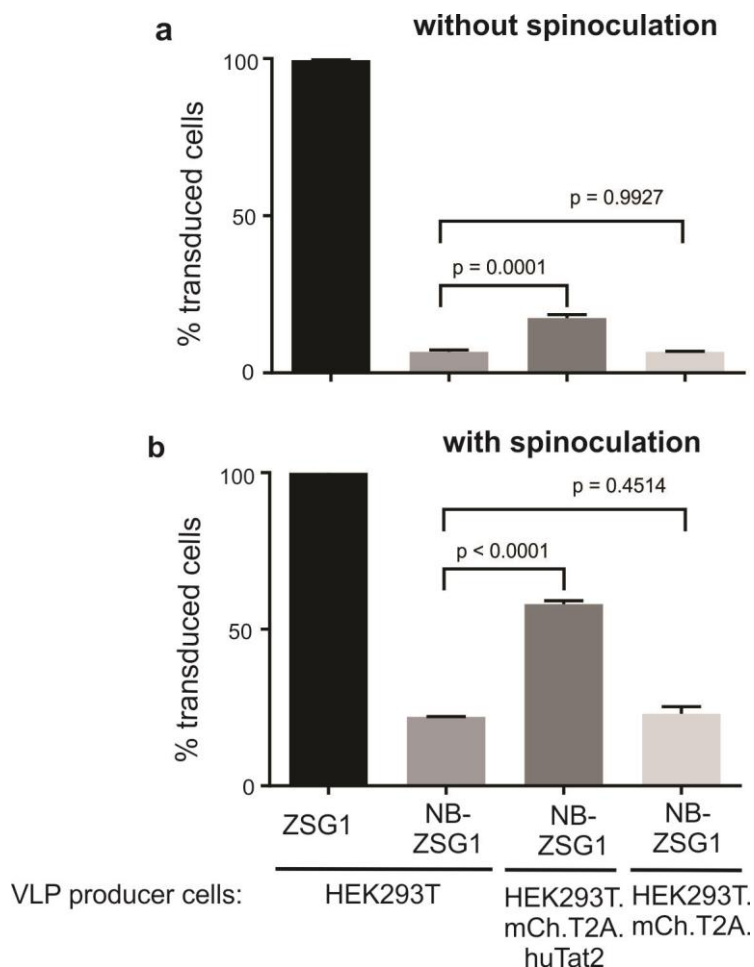 a without spinoculation
% transduced cells
100
50
0
p = 0.9927
p = 0.0001
b with spinoculation
% transduced cells
100
50
0
p = 0.4514
p < 0.0001
ZSG1 NB- NB- NB-
ZSG1 ZSG1 ZSG1
VLP producer cells: HEK293T HEK293T. HEK293T.
mCh.T2A. mCh.T2A.
huTat2